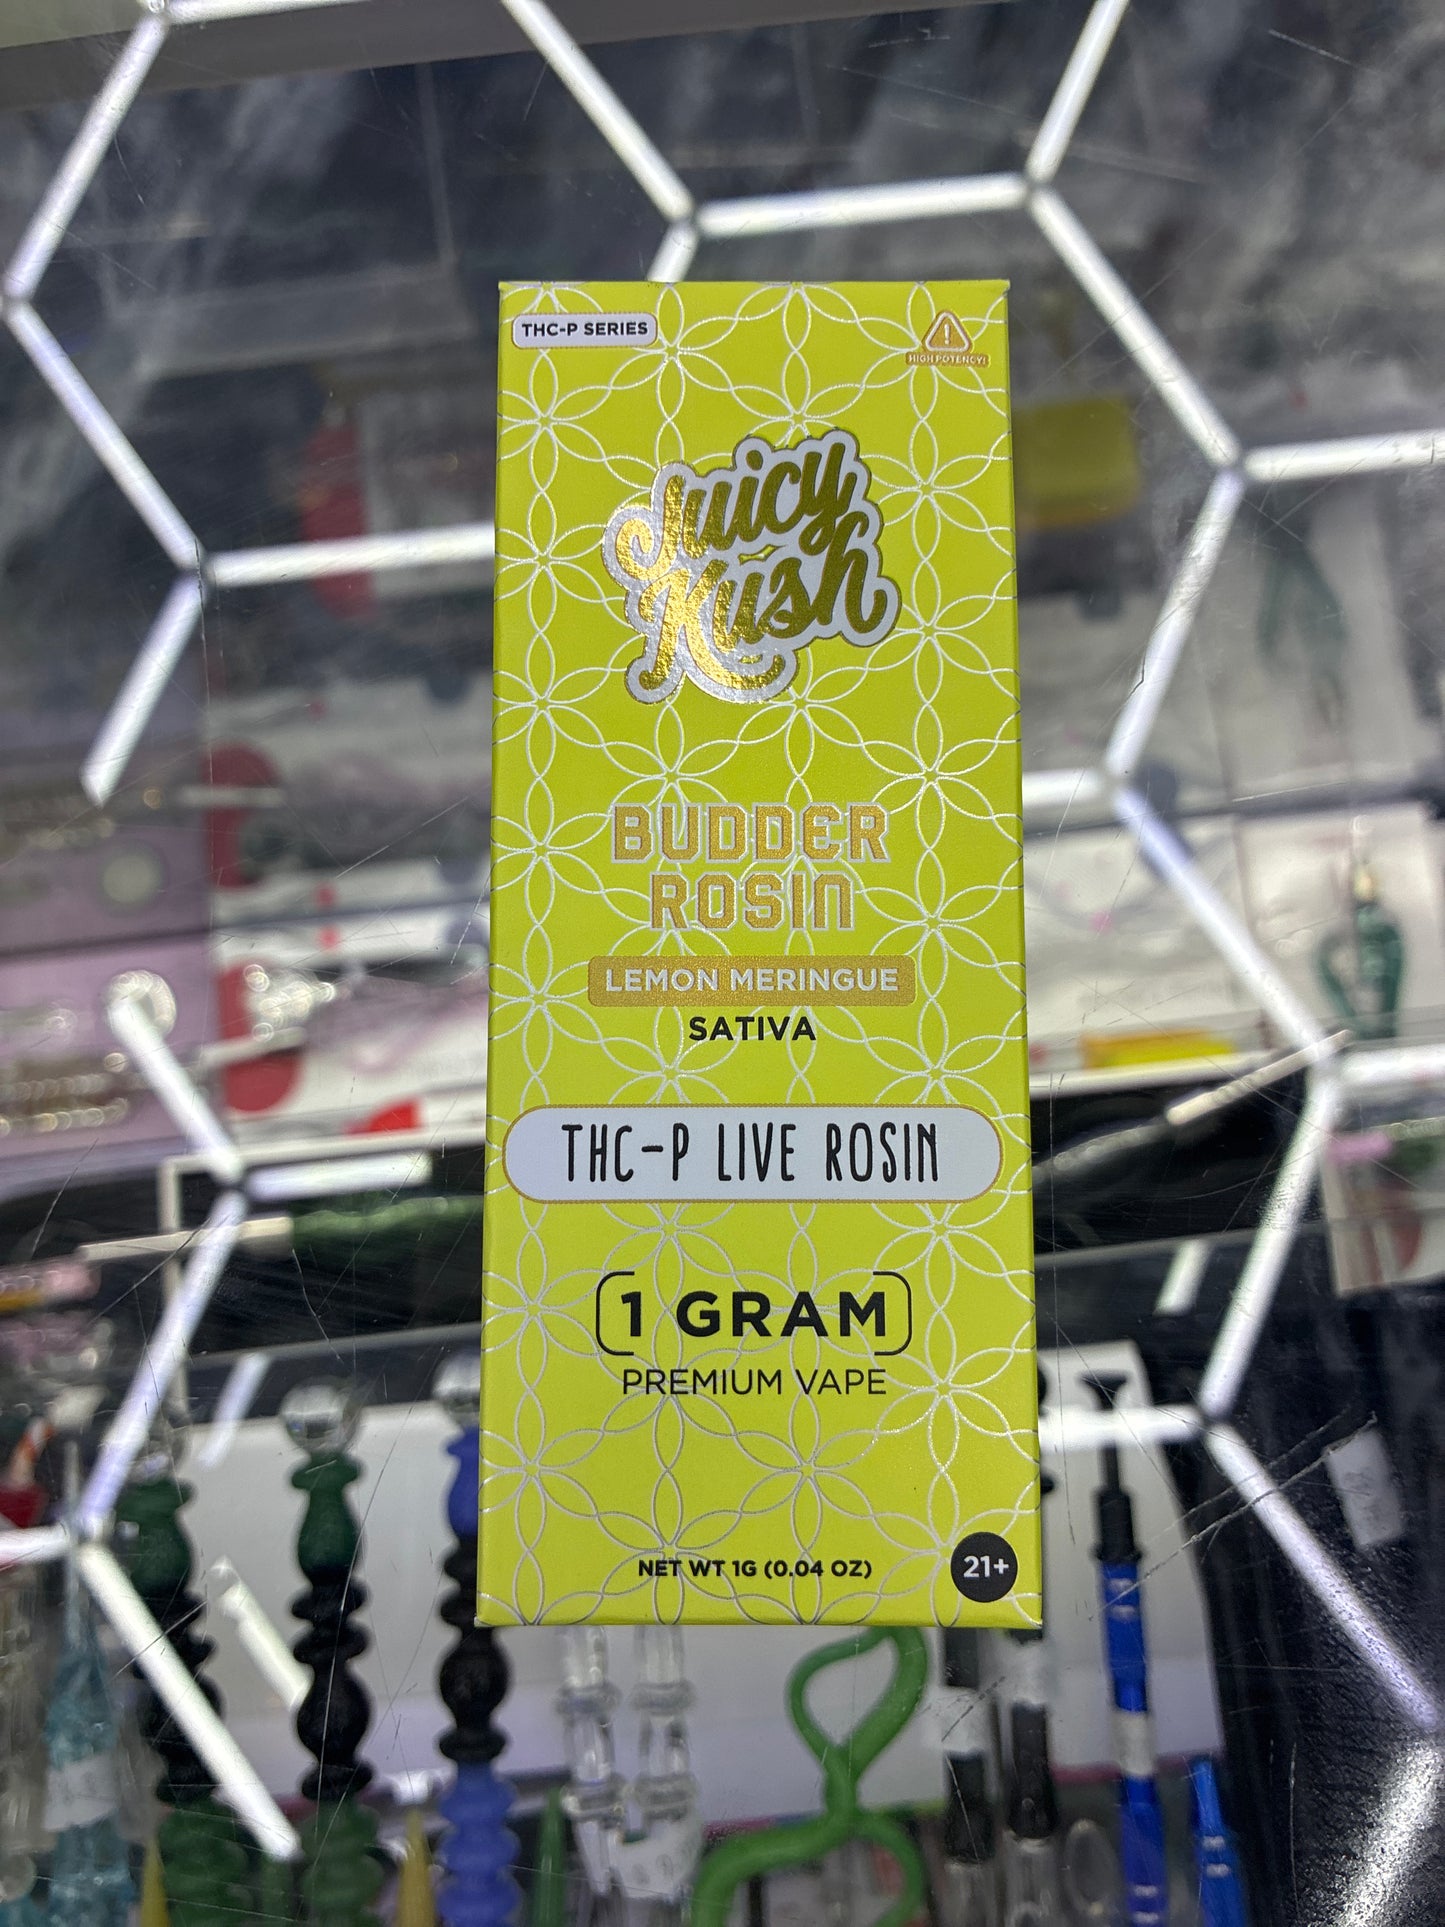 THC-P SERIES
HIGH POTENCY!
Juicy
Kush
BUDDER
ROSIN
LEMON MERINGUE
SATIVA
THC-P LIVE ROSIN
1 GRAM
PREMIUM VAPE
NET WT 1G (0.04 OZ)
21+